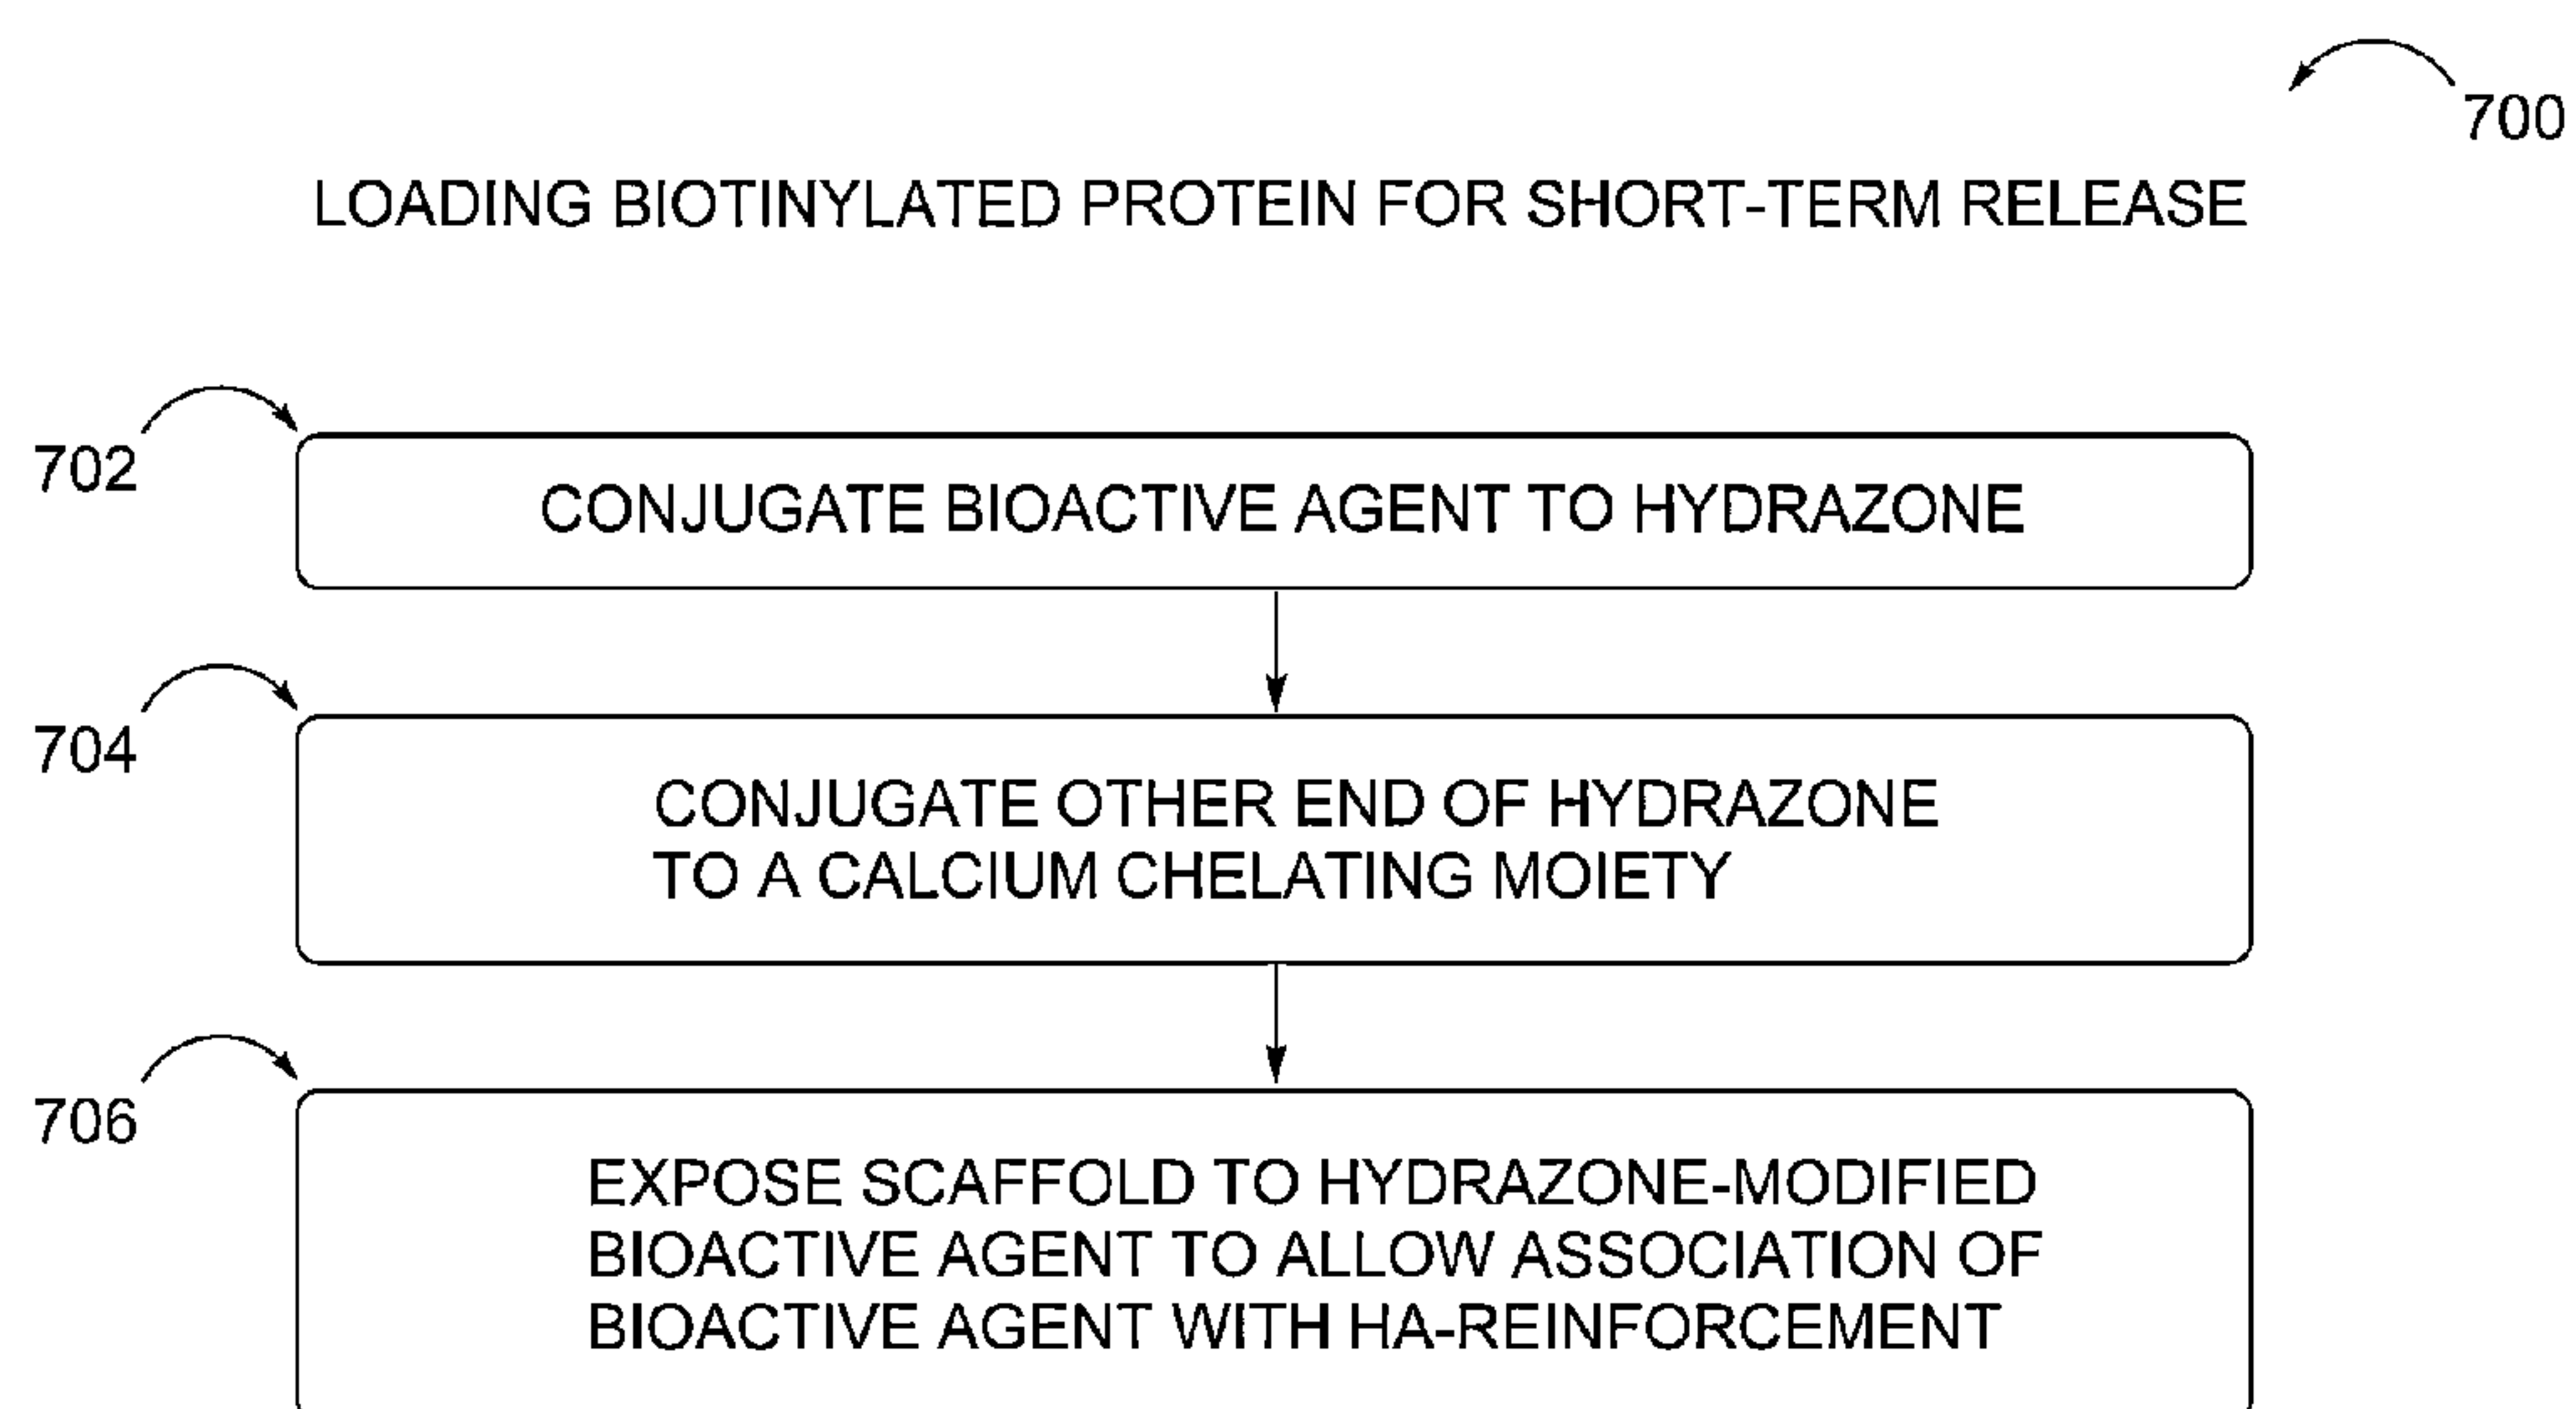 700
LOADING BIOTINYLATED PROTEIN FOR SHORT-TERM RELEASE
702
CONJUGATE BIOACTIVE AGENT TO HYDRAZONE
704
CONJUGATE OTHER END OF HYDRAZONE
TO A CALCIUM CHELATING MOIETY
706
EXPOSE SCAFFOLD TO HYDRAZONE-MODIFIED
BIOACTIVE AGENT TO ALLOW ASSOCIATION OF
BIOACTIVE AGENT WITH HA-REINFORCEMENT